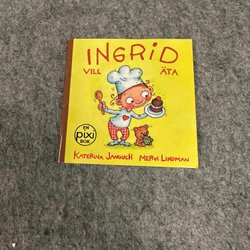 INGRID
VILL ÄTA
EN
pixi
BOK
KATERINA JANOUCH MERVI LINDMAN